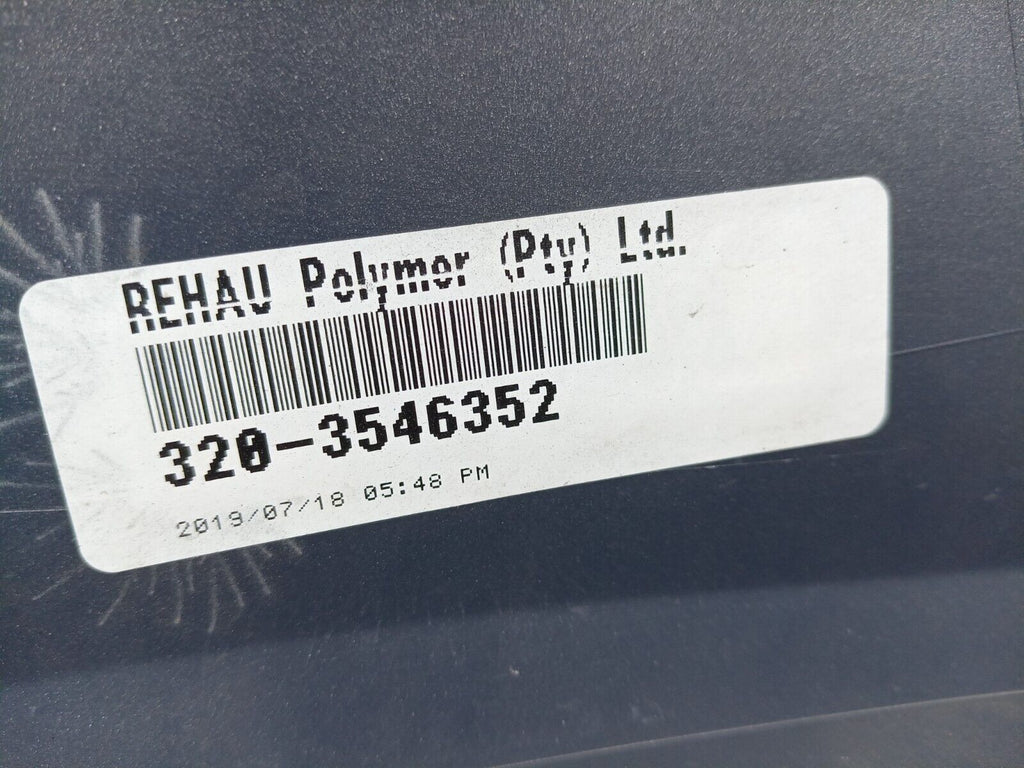 REHAU Polymer (Pty) Ltd.
320-3546352
2019/07/18 05:48 PM